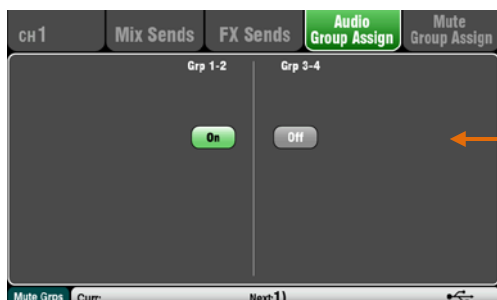 CH1 Mix Sends FX Sends Audio Group Assign Mute Group Assign
Grp 1-2 Grp 3-4
On Off
Mute Grps Curr: Next:1)